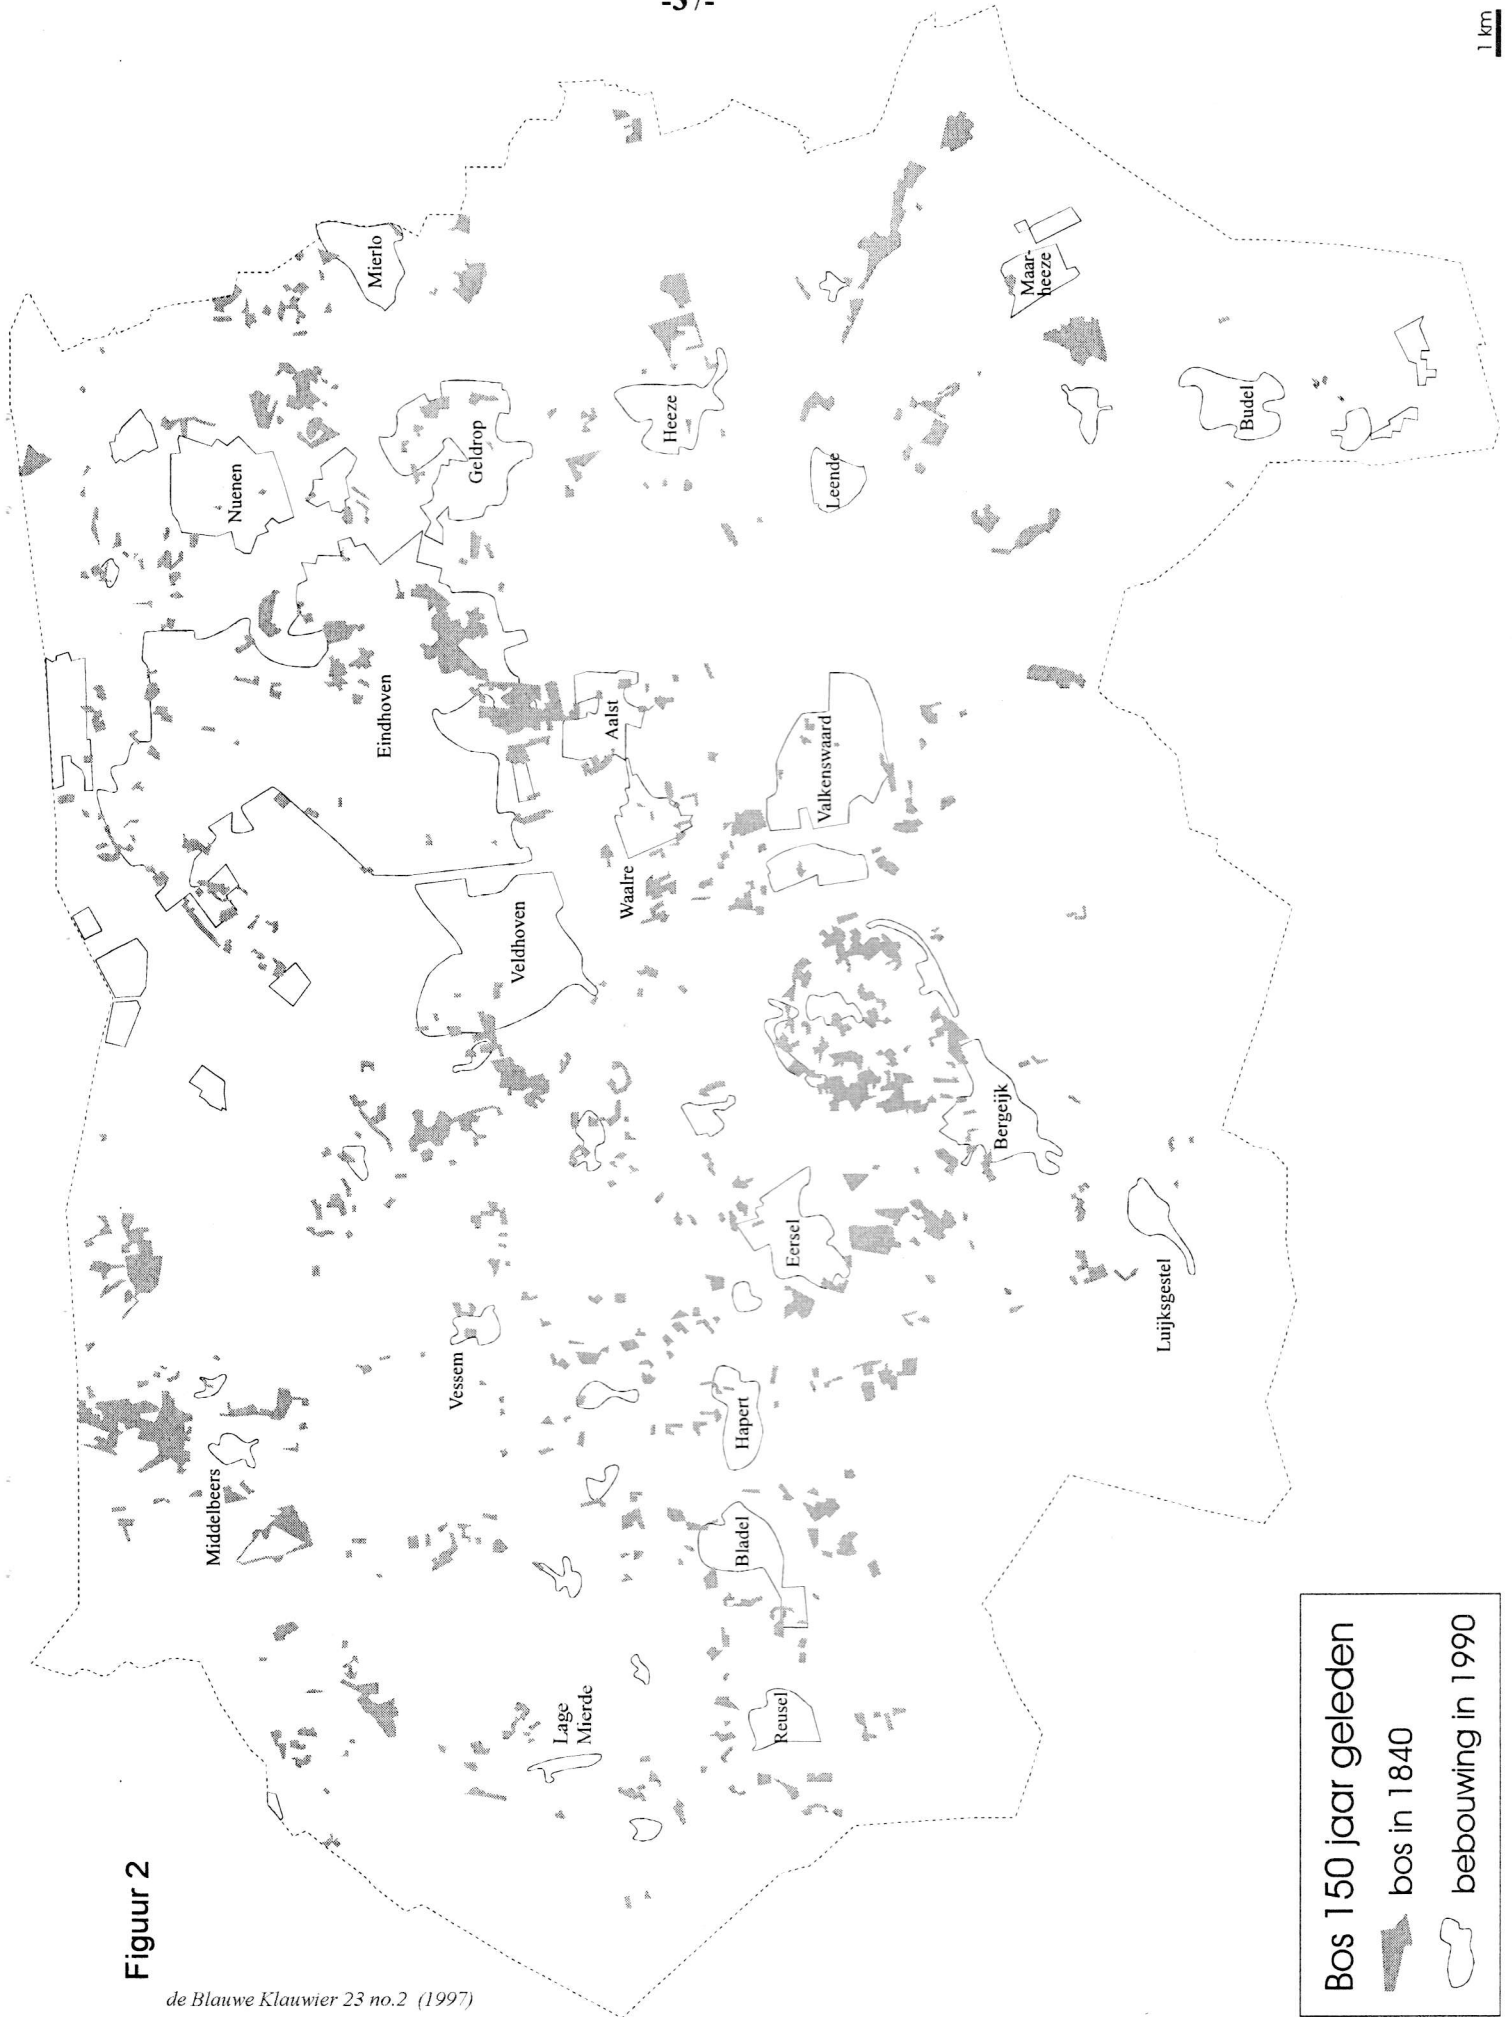 -37-
1 km
Figuur 2
de Blauwe Klauwier 23 no.2 (1997)
Mierlo
Nuenen
Geldrop
Heeze
Maar-
heeze
Budel
Leende
Eindhoven
Aalst
Valkenswaard
Waalre
Veldhoven
Bergeijk
Eersel
Luijksgestel
Vessem
Hapert
Middelbeers
Bladel
Lage
Mierde
Reusel
Bos 150 jaar geleden
bos in 1840
bebouwing in 1990